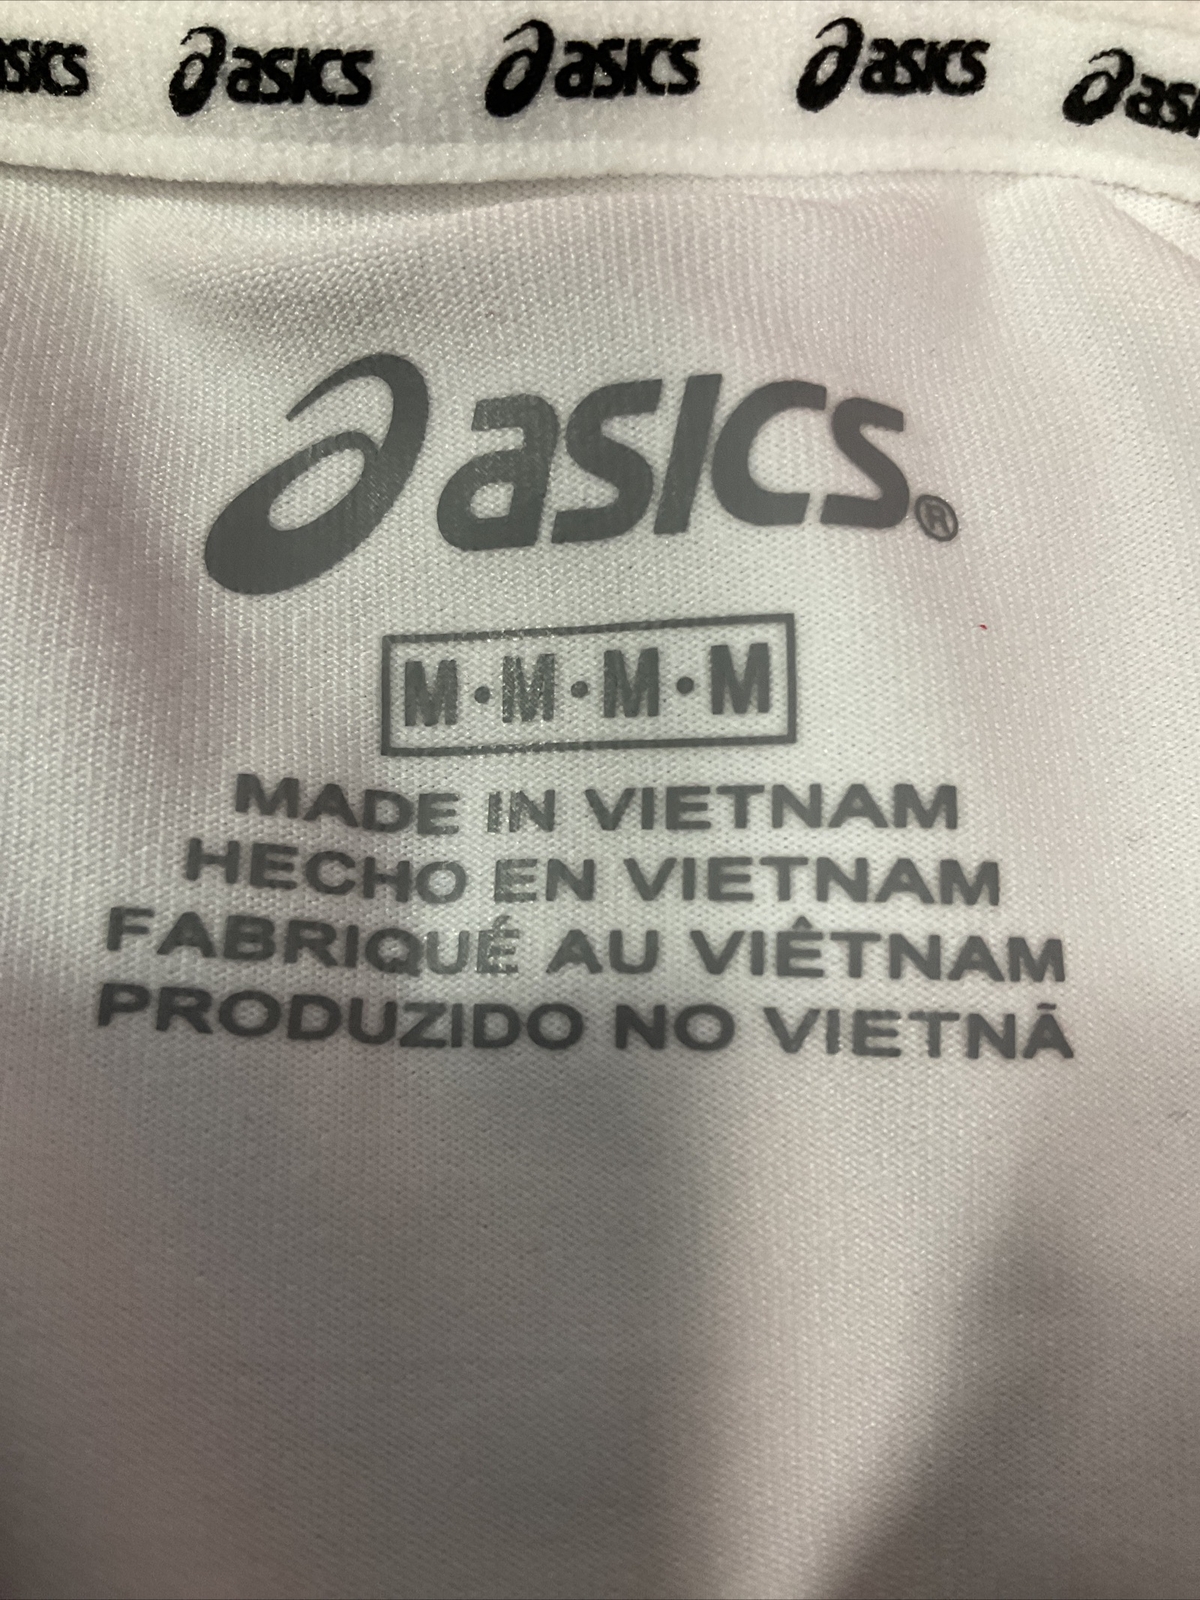 asics asics asics asics asics
asics®
M·M·M·M
MADE IN VIETNAM
HECHO EN VIETNAM
FABRIQUÉ AU VIÊTNAM
PRODUZIDO NO VIETNÃ